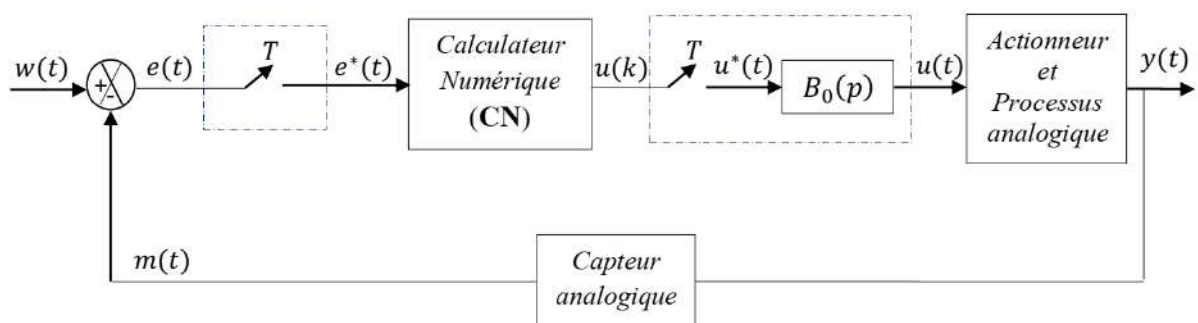 w(t)
+
-
e(t)
T
e*(t)
Calculateur
Numérique
(CN)
u(k)
T
u*(t)
B₀(p)
u(t)
Actionneur
et
Processus
analogique
y(t)
m(t)
Capteur
analogique